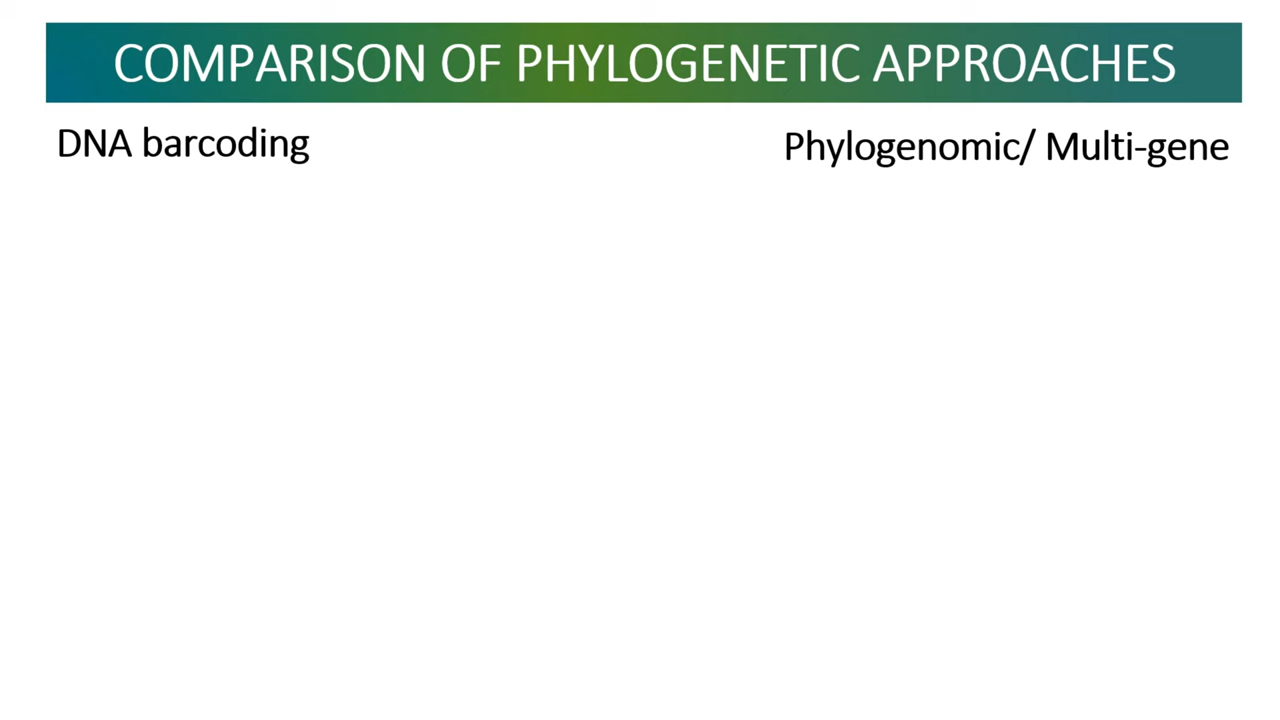 COMPARISON OF PHYLOGENETIC APPROACHES
DNA barcoding
Phylogenomic/ Multi-gene